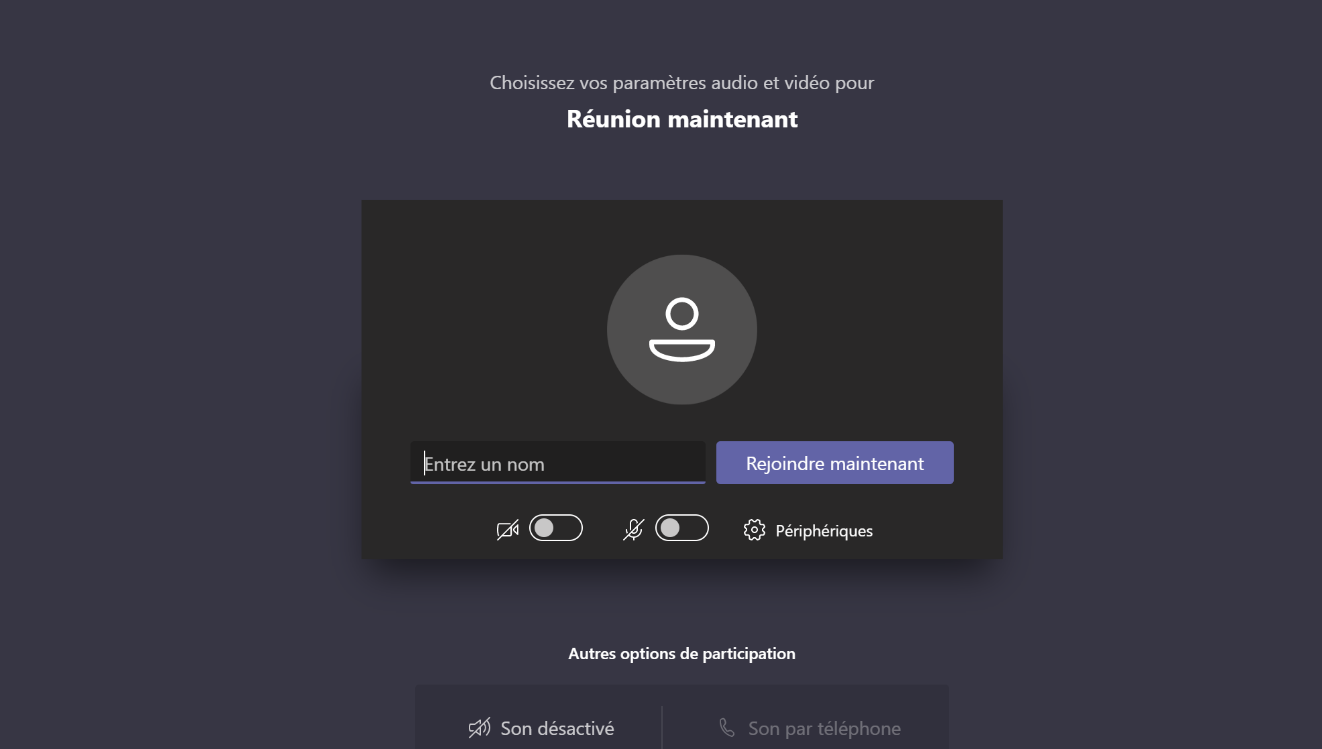 Choisissez vos paramètres audio et vidéo pour
Réunion maintenant
Entrez un nom
Rejoindre maintenant
Périphériques
Autres options de participation
Son désactivé
Son par téléphone